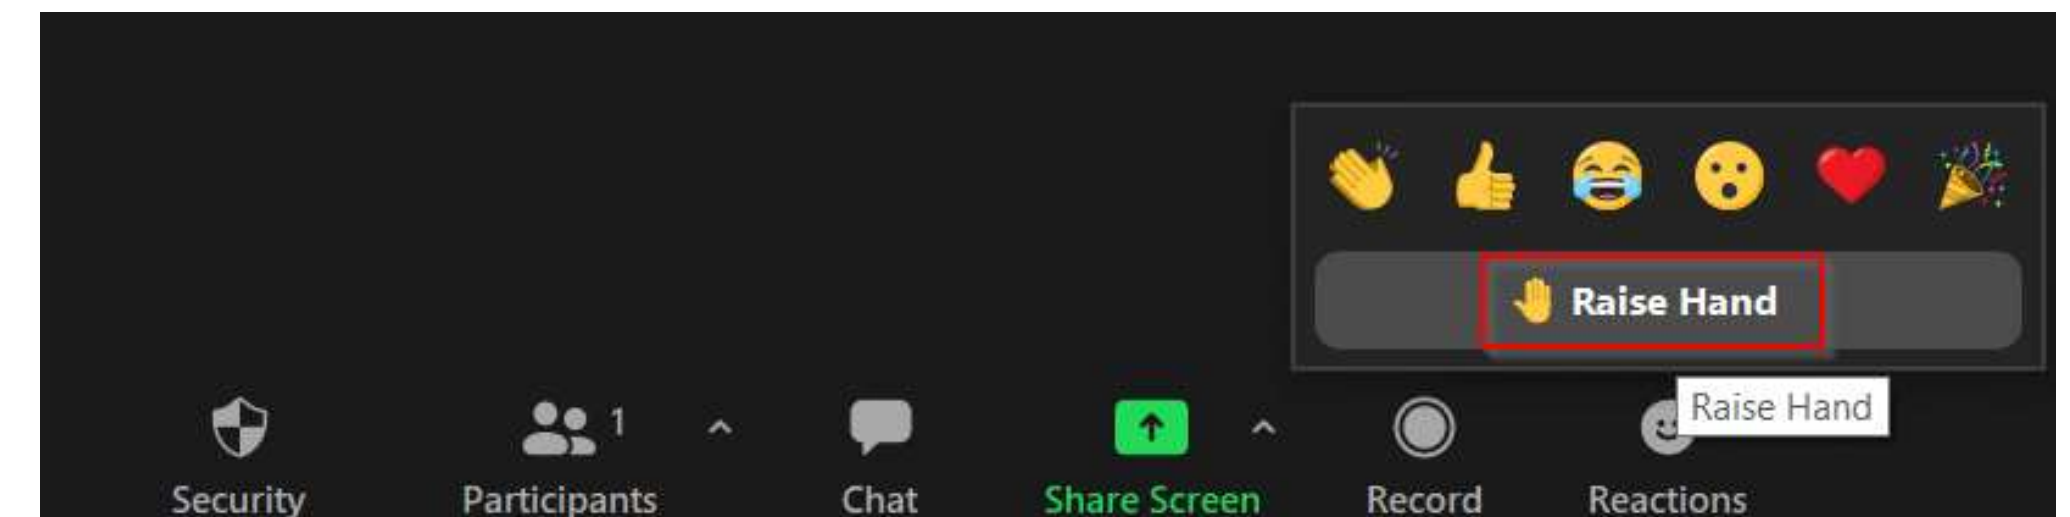 Raise Hand
Raise Hand
1
Security
Participants
Chat
Share Screen
Record
Reactions